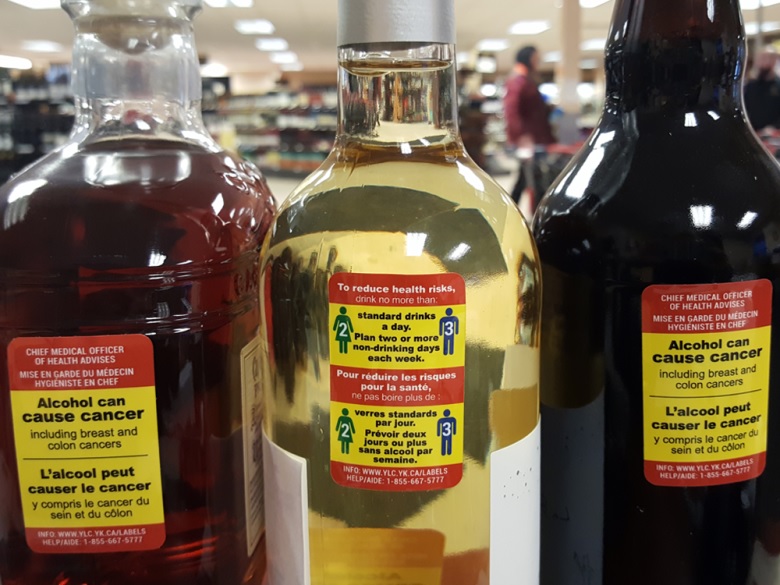 CHIEF MEDICAL OFFICER
OF HEALTH ADVISES
MISE EN GARDE DU MÉDECIN
HYGIÉNISTE EN CHEF
Alcohol can
cause cancer
including breast and
colon cancers
L'alcool peut
causer le cancer
y compris le cancer du
sein et du côlon
INFO: WWW.YLC.YK.CA/LABELS
HELP/AIDE: 1-855-667-5777
To reduce health risks,
drink no more than:
2
standard drinks
a day.
Plan two or more
non-drinking days
each week.
3
Pour réduire les risques
pour la santé,
ne pas boire plus de :
2
verres standards
par jour.
Prévoir deux
jours ou plus
sans alcool par
semaine.
3
INFO: WWW.YLC.YK.CA/LABELS
HELP/AIDE: 1-855-667-5777
CHIEF MEDICAL OFFICER
OF HEALTH ADVISES
MISE EN GARDE DU MÉDECIN
HYGIÉNISTE EN CHEF
Alcohol can
cause cancer
including breast and
colon cancers
L'alcool peut
causer le cancer
y compris le cancer du
sein et du côlon
INFO: WWW.YLC.YK.CA/LABELS
HELP/AIDE: 1-855-667-5777